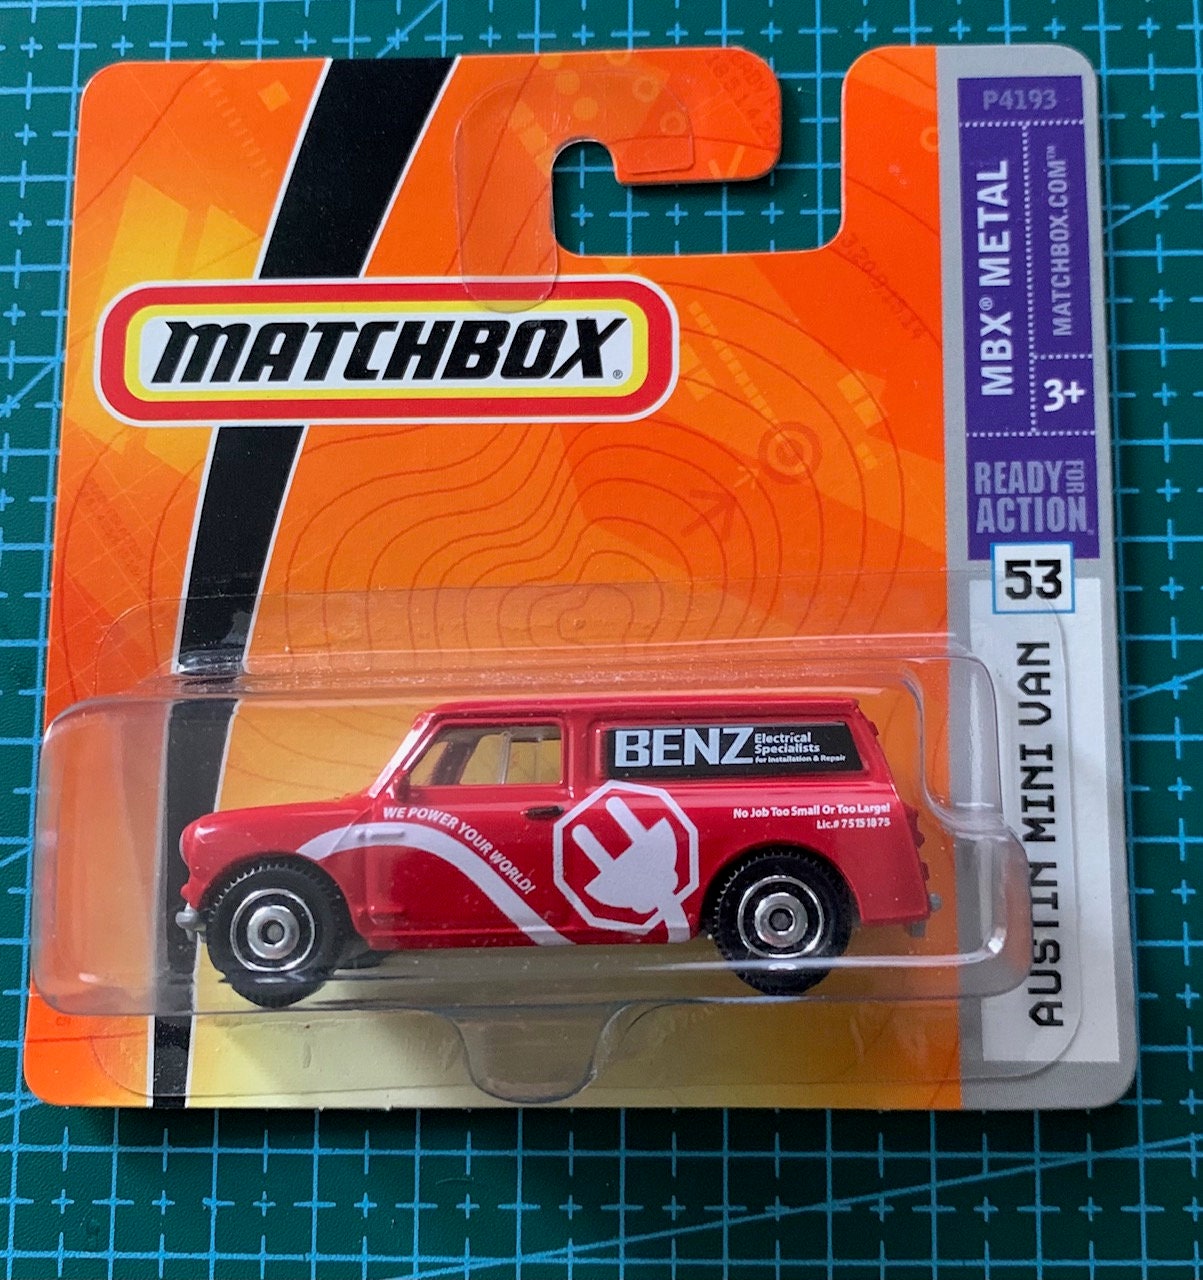 P4193
MATCHBOX®
MBX® METAL
MATCHBOX.COM™
3+
READY FOR
ACTION
53
AUSTIN MINI VAN
BENZ Electrical
Specialists
for Installation & Repair
No Job Too Small Or Too Large!
Lic.# 75151873
WE POWER YOUR WORLD!